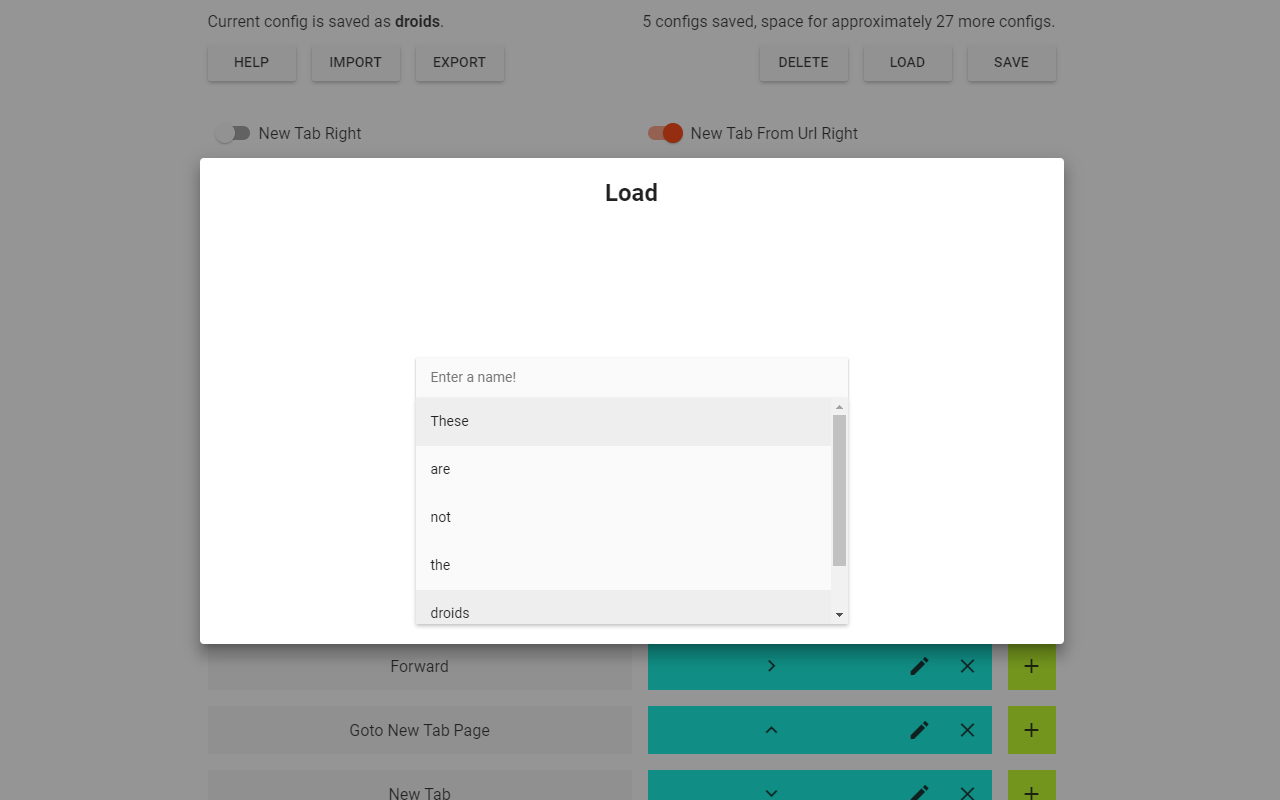 Current config is saved as droids.
5 configs saved, space for approximately 27 more configs.
HELP
IMPORT
EXPORT
DELETE
LOAD
SAVE
New Tab Right
New Tab From Url Right
Load
Enter a name!
These
are
not
the
droids
Forward
Goto New Tab Page
New Tab